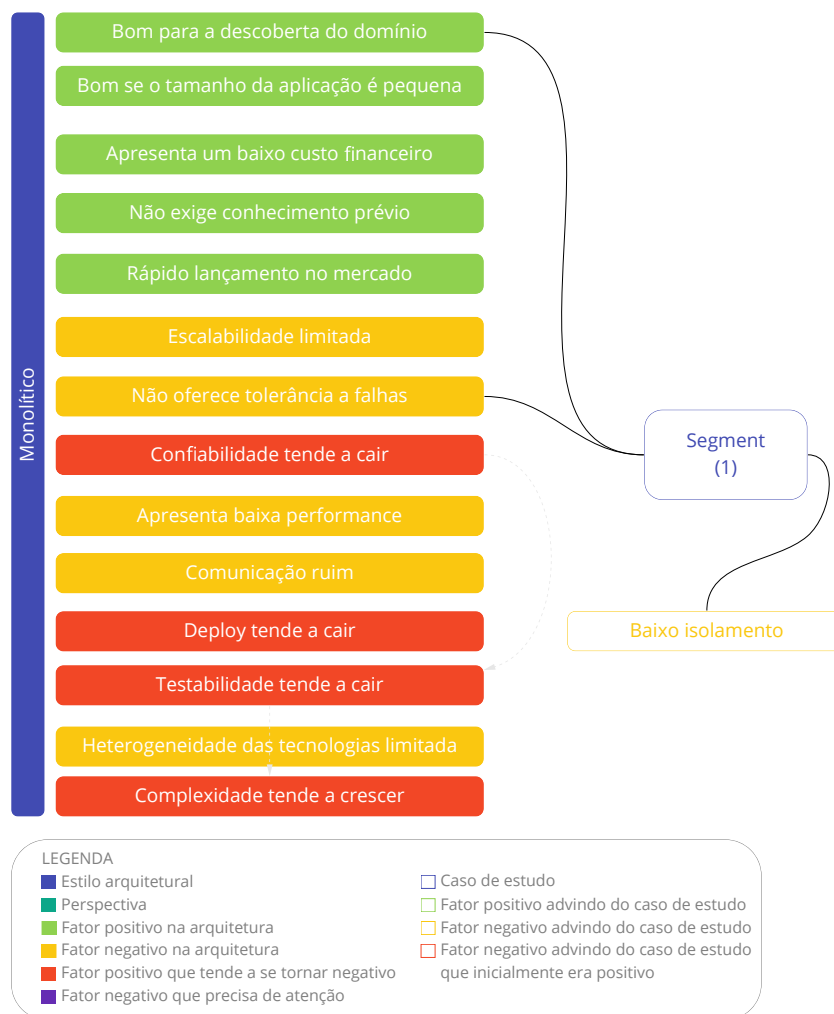 Monolítico
Bom para a descoberta do domínio
Bom se o tamanho da aplicação é pequena
Apresenta um baixo custo financeiro
Não exige conhecimento prévio
Rápido lançamento no mercado
Escalabilidade limitada
Não oferece tolerância a falhas
Confiabilidade tende a cair
Apresenta baixa performance
Comunicação ruim
Deploy tende a cair
Testabilidade tende a cair
Heterogeneidade das tecnologias limitada
Complexidade tende a crescer
Segment
(1)
Baixo isolamento
LEGENDA
Estilo arquitetural
Perspectiva
Fator positivo na arquitetura
Fator negativo na arquitetura
Fator positivo que tende a se tornar negativo
Fator negativo que precisa de atenção
Caso de estudo
Fator positivo advindo do caso de estudo
Fator negativo advindo do caso de estudo
Fator negativo advindo do caso de estudo
que inicialmente era positivo